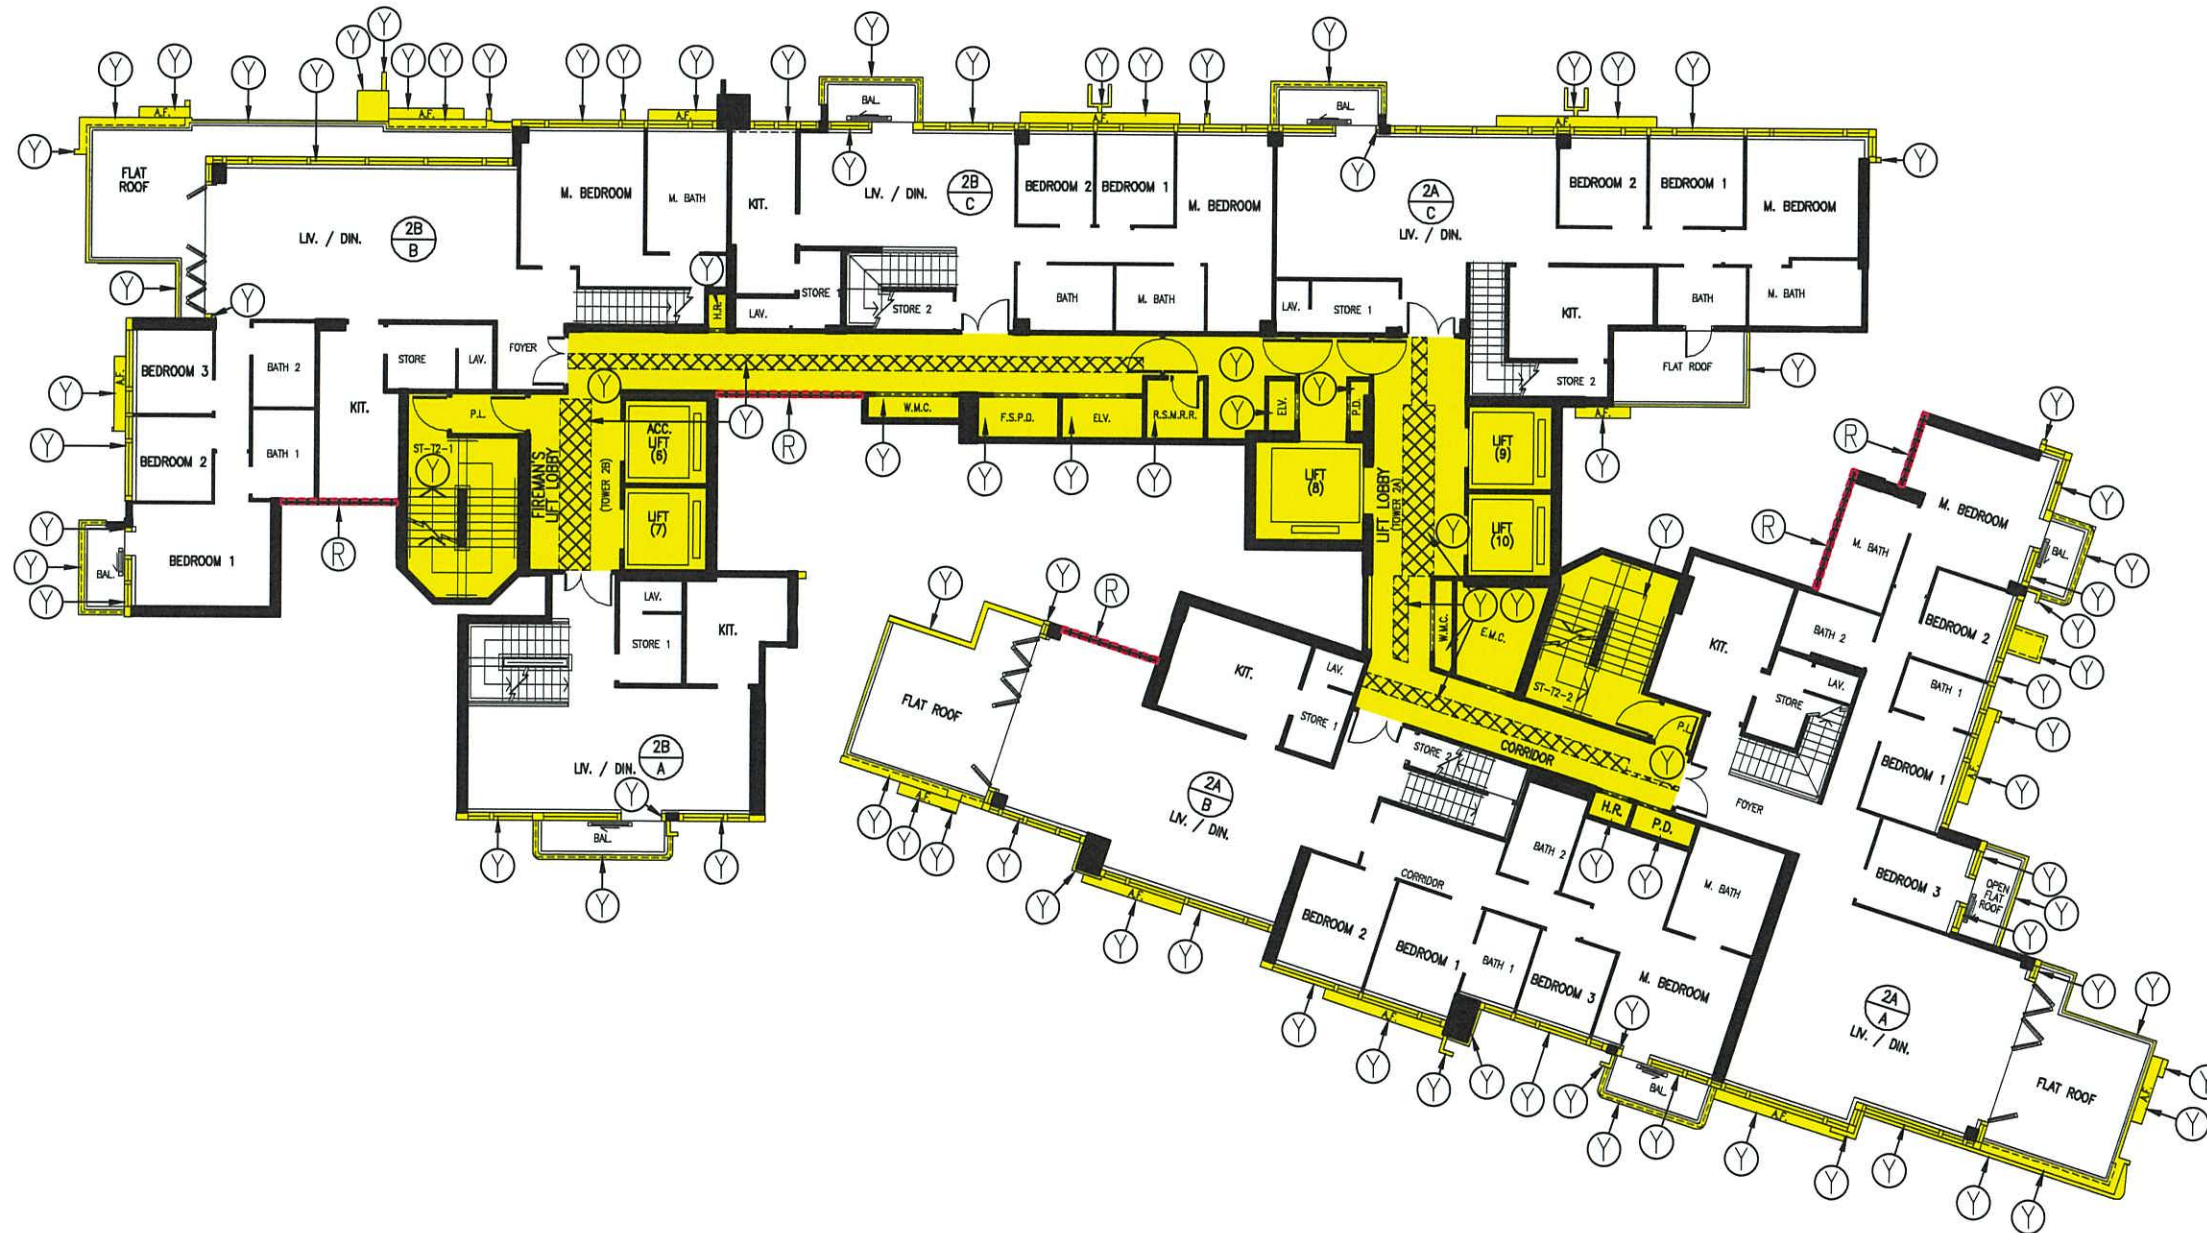 Y Y Y Y Y Y Y Y Y Y Y Y Y Y Y Y Y Y Y Y Y Y
A.F. A.F. A.F. BAL. A.F. BAL. A.F.
Y Y Y Y
FLAT
ROOF
M. BEDROOM
M. BATH
KIT.
LIV. / DIN.
2B
C
BEDROOM 2
BEDROOM 1
M. BEDROOM
2A
C
LIV. / DIN.
BEDROOM 2
BEDROOM 1
M. BEDROOM
LIV. / DIN.
2B
B
Y
Y
Y
H.R.
LAV.
STORE 1
STORE 2
BATH
M. BATH
LAV.
STORE 1
KIT.
BATH
M. BATH
FLAT ROOF
Y
STORE 2
A.F.
Y
BEDROOM 3
BATH 2
STORE
LAV.
FOYER
KIT.
A.F.
Y
Y
BEDROOM 2
BATH 1
BEDROOM 1
BAL.
Y
Y
Y
R
P.L.
ST-T2-1
Y
FIREMAN'S
LIFT LOBBY
(TOWER 2B)
Y
ACC.
LIFT
(6)
LIFT
(7)
Y
R
W.M.C.
Y
F.S.P.D.
Y
ELV.
Y
R.S.M.R.R.
Y
Y
Y
ELV.
Y
P.D.
LIFT
(8)
LIFT LOBBY
(TOWER 2A)
LIFT
(9)
LIFT
(10)
Y
Y Y
W.M.C.
E.M.C.
Y
ST-T2-2
P.L.
Y
CORRIDOR
H.R.
P.D.
Y
Y
LAV.
STORE 1
KIT.
2B
A
LIV. / DIN.
Y
BAL.
Y
Y
Y
Y
Y
R
FLAT ROOF
KIT.
LAV.
STORE 1
STORE 2
2A
B
LIV. / DIN.
A.F.
Y
Y
Y
Y
Y
A.F.
Y
Y
R
R
Y
M. BEDROOM
M. BATH
BAL.
Y
Y
Y
Y
BEDROOM 2
Y
Y
KIT.
BATH 2
LAV.
STORE
BATH 1
BEDROOM 1
A.F.
Y
Y
FOYER
BEDROOM 3
OPEN
FLAT
ROOF
Y
Y
Y
BATH 2
CORRIDOR
BEDROOM 2
BEDROOM 1
BATH 1
BEDROOM 3
M. BEDROOM
M. BATH
2A
A
LIV. / DIN.
Y
Y
FLAT ROOF
A.F.
Y
Y
A.F.
Y
Y
Y
Y
Y
Y
Y
BAL.
Y
Y
A.F.
Y
Y
Y
Y
Y